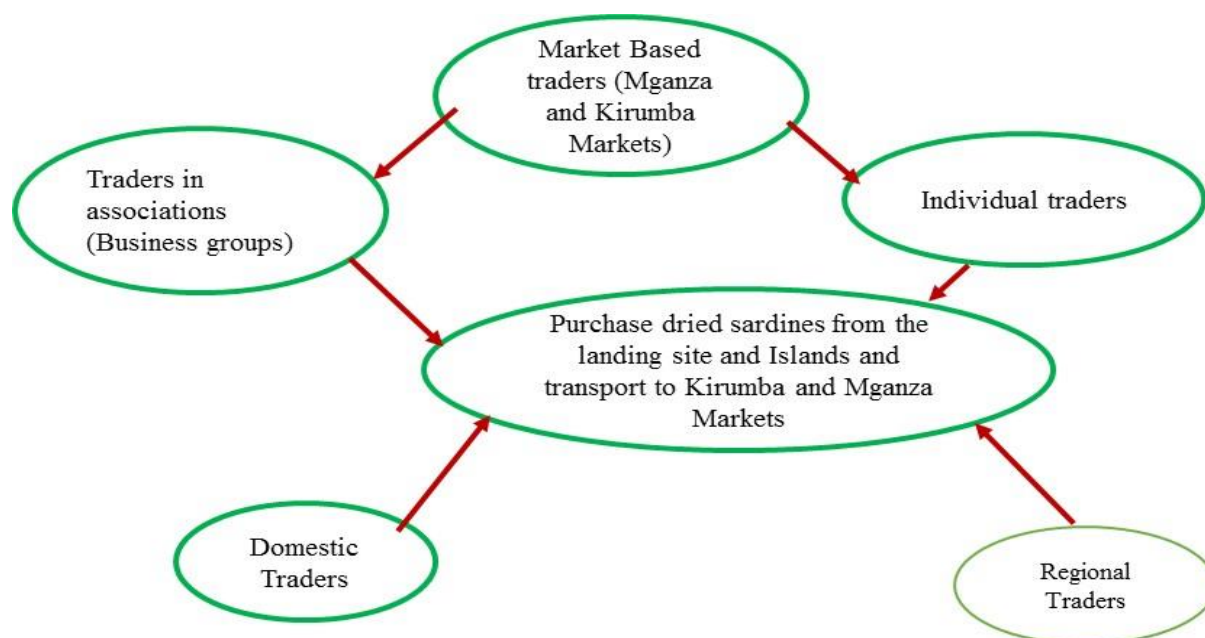 Market Based
traders (Mganza
and Kirumba
Markets)
Traders in
associations
(Business groups)
Individual traders
Purchase dried sardines from the
landing site and Islands and
transport to Kirumba and Mganza
Markets
Domestic
Traders
Regional
Traders